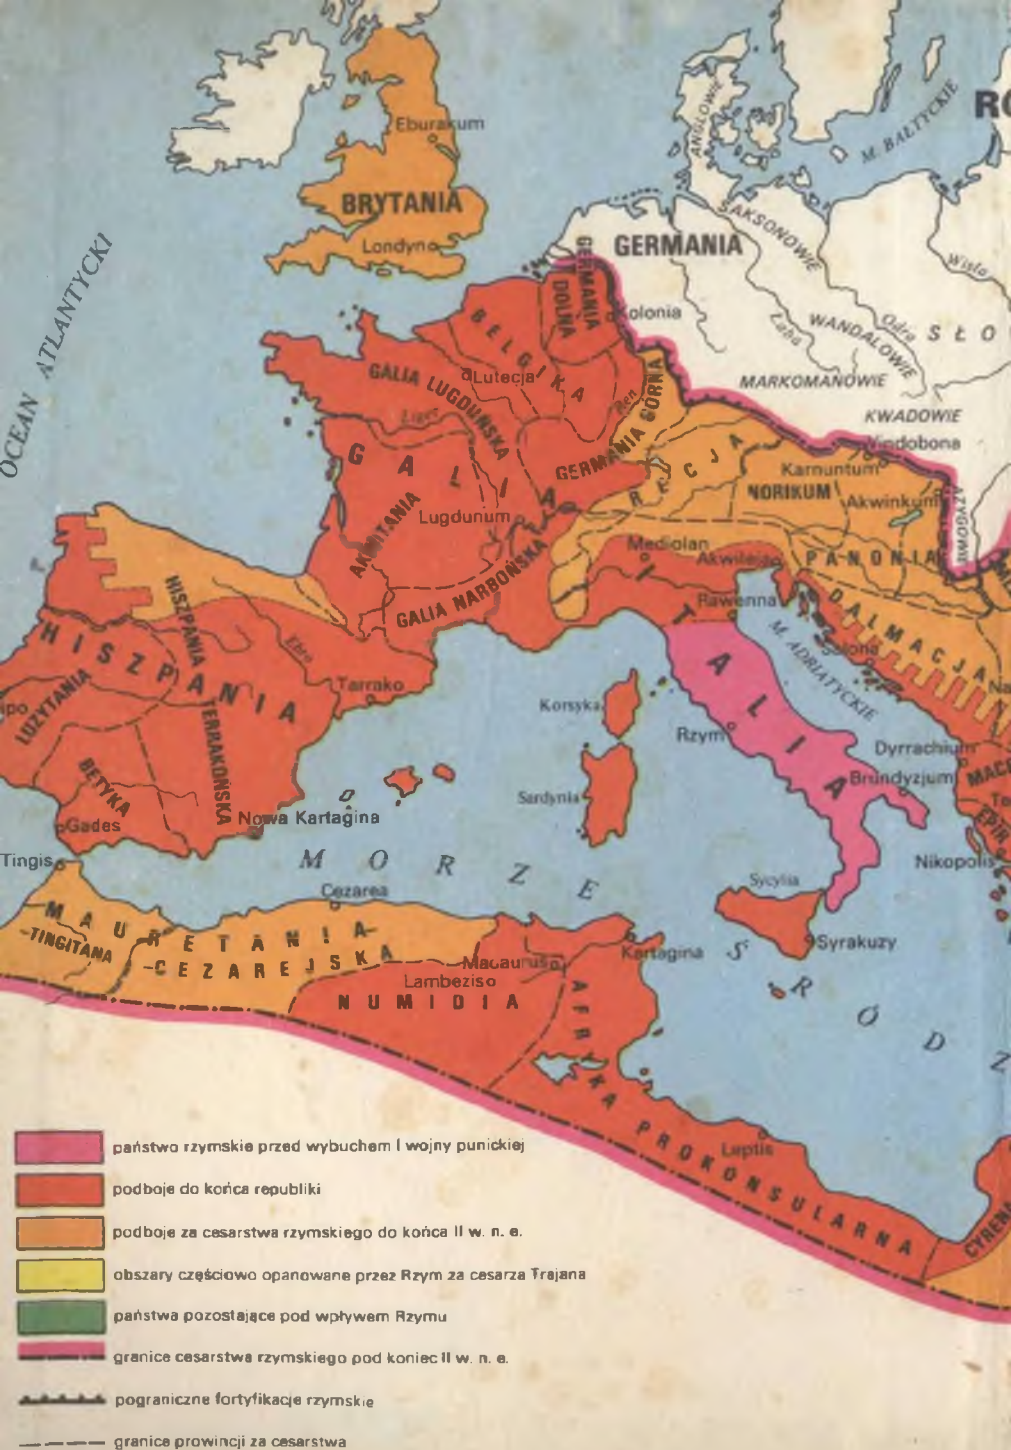 Eburakum
BRYTANIA
Londyn
OCEAN ATLANTYCKI
ANGLOWIE
M. BAŁTYCKIE
SAKSONOWIE
GERMANIA
Wisła
GERMANIA
DOLNA
Kolonia
WANDALOWIE
Odra
Łaba
SŁO
MARKOMANOWIE
KWADOWIE
BELGIKA
Lutecja
GALIA LUGDUŃSKA
Liger
Ren
GERMANIA GÓRNA
GALIA
RECJA
Vindobona
Karnuntum
NORIKUM
Akwinkum
JAZYGOWIE
PANONIA
AKWITANIA
Lugdunum
GALIA NARBOŃSKA
Mediolan
Akwileja
Rawenna
DALMACJA
Salona
M. ADRIATYCKIE
ITALIA
HISZPANIA
HISZPANIA TERRAKOŃSKA
Ebro
Tarrako
LUZYTANIA
BETYKA
Gades
Nowa Kartagina
Korsyka
Rzym
Sardynia
Dyrrachium
Brundyzjum
MACE
EPIR
Nikopolis
Tingis
MORZE
ŚRÓDZ
Cezarea
Sycylia
Syrakuzy
MAURETANIA
-TINGITANA
-CEZAREJSKA
Kartagina
Lambeziso
NUMIDIA
AFRYKA PROKONSULARNA
Leptis
CYRENA
państwo rzymskie przed wybuchem I wojny punickiej
podboje do końca republiki
podboje za cesarstwa rzymskiego do końca II w. n. e.
obszary częściowo opanowane przez Rzym za cesarza Trajana
państwa pozostające pod wpływem Rzymu
granice cesarstwa rzymskiego pod koniec II w. n. e.
pograniczne fortyfikacje rzymskie
granice prowincji za cesarstwa